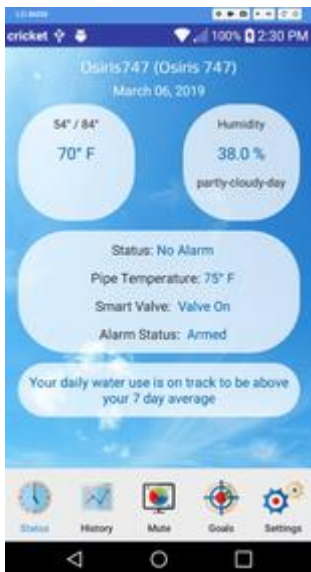 cricket 100% 2:30 PM
Osiris747 (Osiris 747)
March 06, 2019
54° / 84°
70° F
Humidity
38.0 %
partly-cloudy-day
Status: No Alarm
Pipe Temperature: 75° F
Smart Valve: Valve On
Alarm Status: Armed
Your daily water use is on track to be above
your 7 day average
Status History Mute Goals Settings